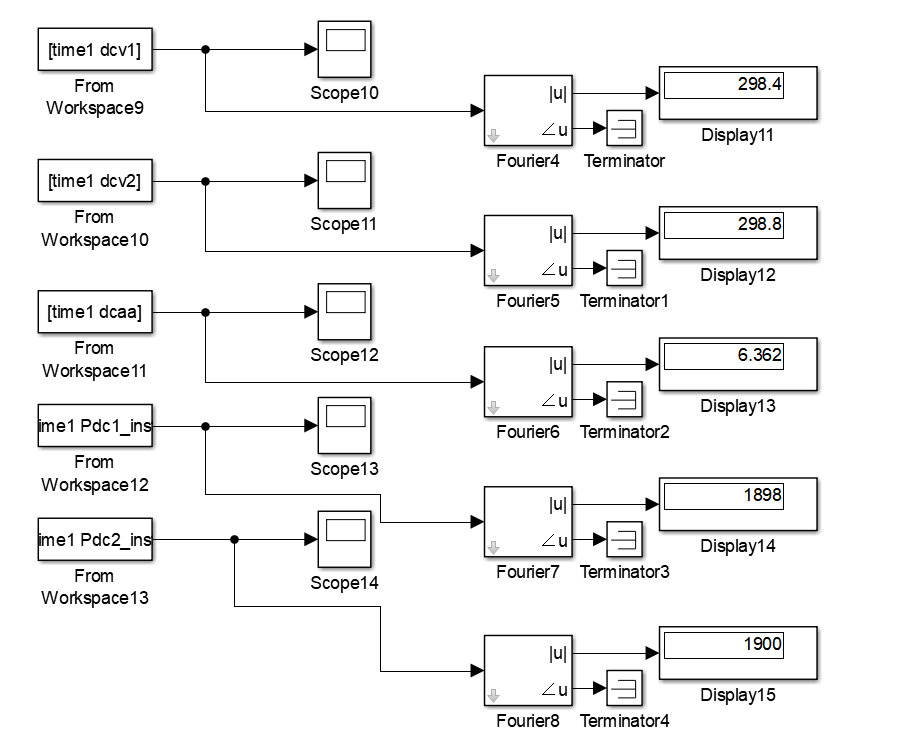 [time1 dcv1]
From
Workspace9
Scope10
|u|
∠u
Fourier4
Terminator
298.4
Display11
[time1 dcv2]
From
Workspace10
Scope11
|u|
∠u
Fourier5
Terminator1
298.8
Display12
[time1 dcaa]
From
Workspace11
Scope12
|u|
∠u
Fourier6
Terminator2
6.362
Display13
ime1 Pdc1_ins
From
Workspace12
Scope13
|u|
∠u
Fourier7
Terminator3
1898
Display14
ime1 Pdc2_ins
From
Workspace13
Scope14
|u|
∠u
Fourier8
Terminator4
1900
Display15